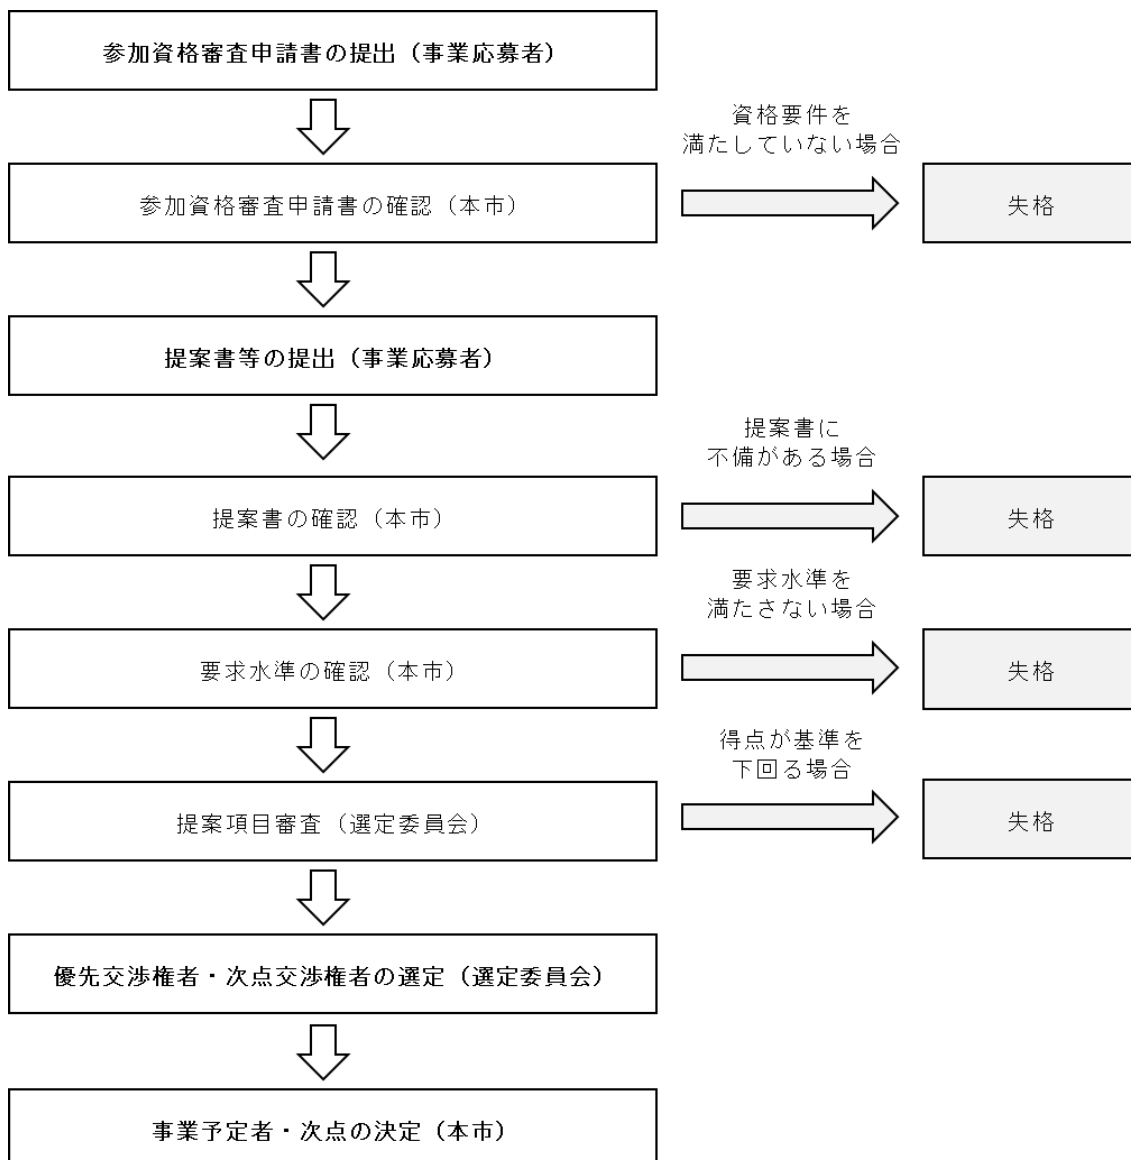 参加資格審査申請書の提出（事業応募者）
資格要件を
満たしていない場合
参加資格審査申請書の確認（本市）
失格
提案書等の提出（事業応募者）
提案書に
不備がある場合
提案書の確認（本市）
失格
要求水準を
満たさない場合
要求水準の確認（本市）
失格
得点が基準を
下回る場合
提案項目審査（選定委員会）
失格
優先交渉権者・次点交渉権者の選定（選定委員会）
事業予定者・次点の決定（本市）